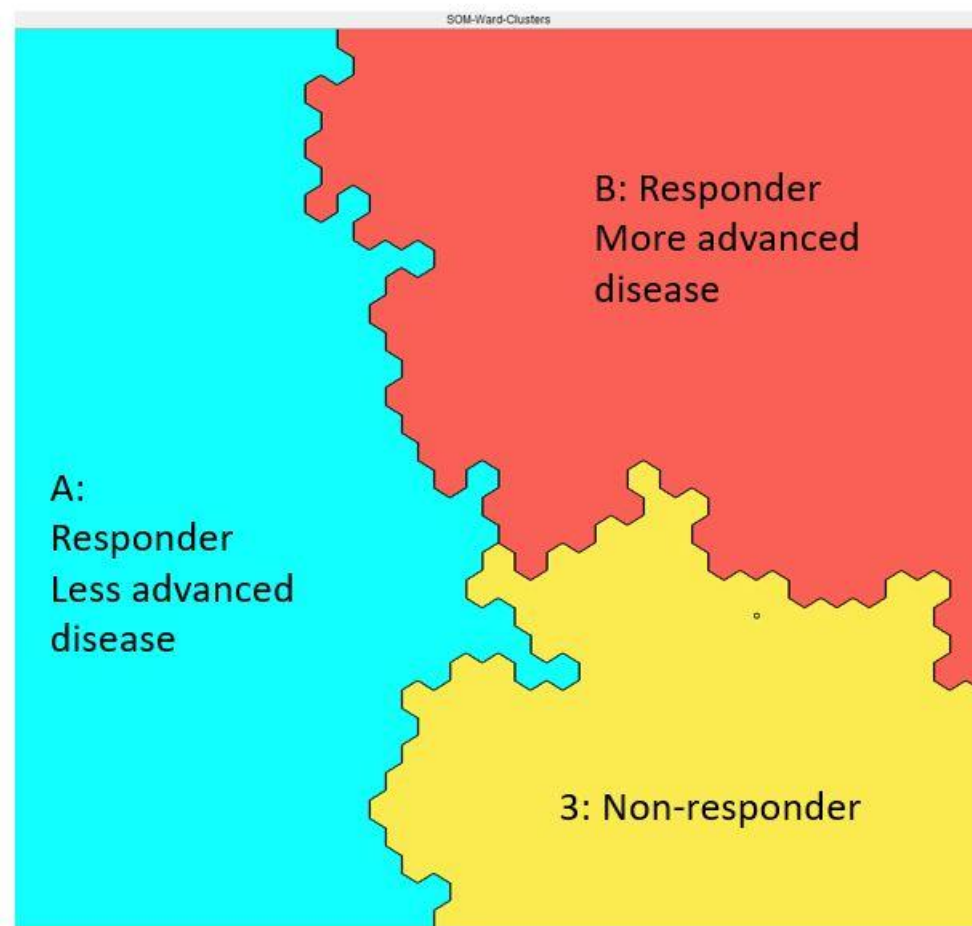 SOM-Ward-Clusters
B: Responder
More advanced
disease
A:
Responder
Less advanced
disease
3: Non-responder